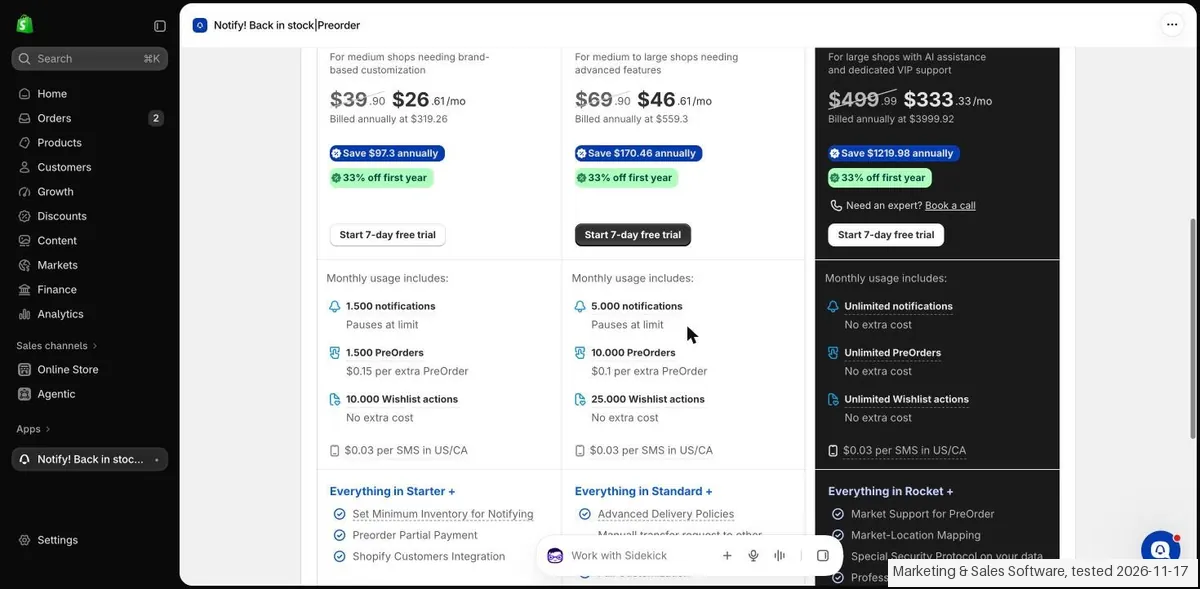 Notify! Back in stock|Preorder
Search ⌘K
Home
Orders 2
Products
Customers
Growth
Discounts
Content
Markets
Finance
Analytics
Sales channels
Online Store
Agentic
Apps
Notify! Back in stoc...
Settings
For medium shops needing brand-
based customization
$39.90 $26.61/mo
Billed annually at $319.26
Save $97.3 annually
33% off first year
Start 7-day free trial
Monthly usage includes:
1.500 notifications
Pauses at limit
1.500 PreOrders
$0.15 per extra PreOrder
10.000 Wishlist actions
No extra cost
$0.03 per SMS in US/CA
Everything in Starter +
Set Minimum Inventory for Notifying
Preorder Partial Payment
Shopify Customers Integration
For medium to large shops needing
advanced features
$69.90 $46.61/mo
Billed annually at $559.3
Save $170.46 annually
33% off first year
Start 7-day free trial
Monthly usage includes:
5.000 notifications
Pauses at limit
10.000 PreOrders
$0.1 per extra PreOrder
25.000 Wishlist actions
No extra cost
$0.03 per SMS in US/CA
Everything in Standard +
Advanced Delivery Policies
For large shops with AI assistance
and dedicated VIP support
$499.99 $333.33/mo
Billed annually at $3999.92
Save $1219.98 annually
33% off first year
Need an expert? Book a call
Start 7-day free trial
Monthly usage includes:
Unlimited notifications
No extra cost
Unlimited PreOrders
No extra cost
Unlimited Wishlist actions
No extra cost
$0.03 per SMS in US/CA
Everything in Rocket +
Market Support for PreOrder
Market-Location Mapping
Special Security Protocol on your data
Work with Sidekick
Marketing & Sales Software, tested 2026-11-17